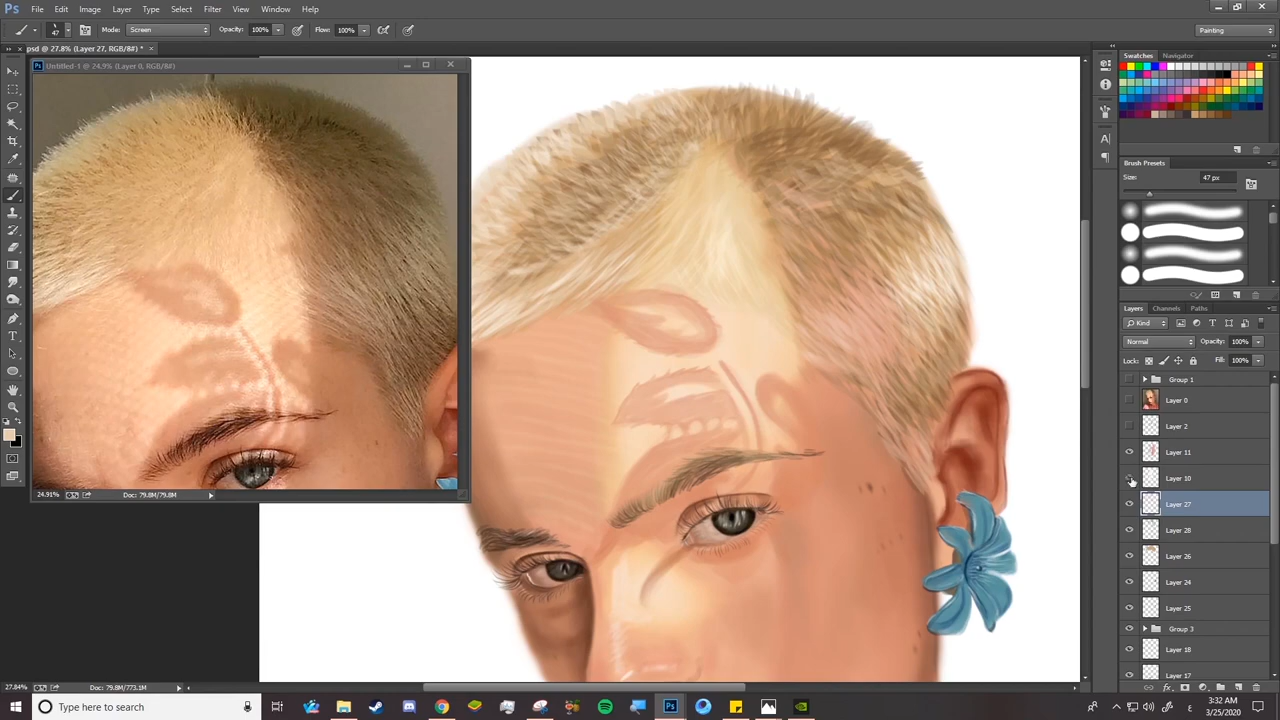 Ps File Edit Image Layer Type Select Filter View Window Help
47 Mode: Screen Opacity: 100% Flow: 100% Painting
psd @ 27.8% (Layer 27, RGB/8#) * ×
Untitled-1 @ 24.9% (Layer 0, RGB/8#)
24.91% Doc: 79.8M/79.8M
27.84% Doc: 79.8M/773.1M
Swatches Navigator
Brush Presets
Size: 47 px
Layers Channels Paths
Kind
Normal Opacity: 100%
Lock: Fill: 100%
Group 1
Layer 0
Layer 2
Layer 11
Layer 10
Layer 27
Layer 28
Layer 26
Layer 24
Layer 25
Group 3
Layer 18
Layer 17
Type here to search
3:32 AM
3/25/2020